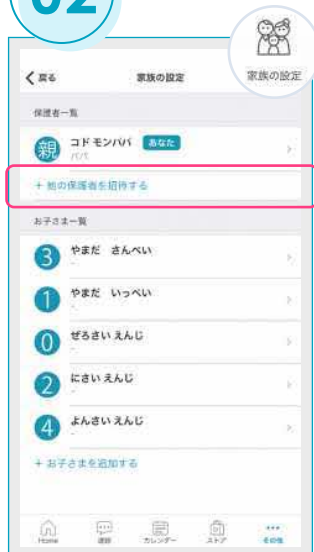 02
家族の設定
戻る
家族の設定
保護者一覧
親
コドモンパパ
あなた
パパ
+ 他の保護者を招待する
お子さま一覧
3
やまだ さんぺい
-
1
やまだ いっぺい
-
0
ぜろさい えんじ
-
2
にさい えんじ
-
4
よんさい えんじ
-
+ お子さまを追加する
Home
連絡
カレンダー
ストア
その他